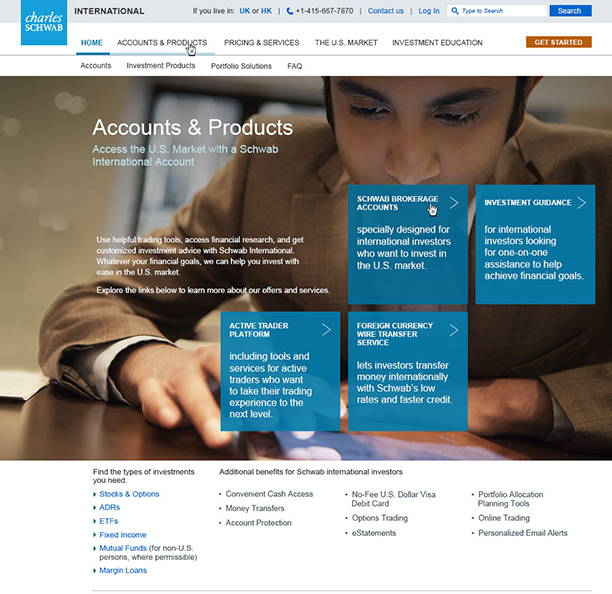 charles
SCHWAB
INTERNATIONAL
If you live in: UK or HK | +1-415-667-7870 | Contact us | Log In
Type to Search
Search
HOME ACCOUNTS & PRODUCTS PRICING & SERVICES THE U.S. MARKET INVESTMENT EDUCATION
GET STARTED
Accounts Investment Products Portfolio Solutions FAQ
Accounts & Products
Access the U.S. Market with a Schwab
International Account
Use helpful trading tools, access financial research, and get
customized investment advice with Schwab International.
Whatever your financial goals, we can help you invest with
ease in the U.S. market.
Explore the links below to learn more about our offers and services.
SCHWAB BROKERAGE
ACCOUNTS
specially designed for
international investors
who want to invest in
the U.S. market.
INVESTMENT GUIDANCE
for international
investors looking
for one-on-one
assistance to help
achieve financial goals.
ACTIVE TRADER
PLATFORM
including tools and
services for active
traders who want
to take their trading
experience to the
next level.
FOREIGN CURRENCY
WIRE TRANSFER
SERVICE
lets investors transfer
money internationally
with Schwab's low
rates and faster credit.
Find the types of investments
you need.
Stocks & Options
ADRs
ETFs
Fixed Income
Mutual Funds (for non-U.S.
persons, where permissible)
Margin Loans
Additional benefits for Schwab international investors
• Convenient Cash Access
• Money Transfers
• Account Protection
• No-Fee U.S. Dollar Visa
Debit Card
• Options Trading
• eStatements
• Portfolio Allocation
Planning Tools
• Online Trading
• Personalized Email Alerts